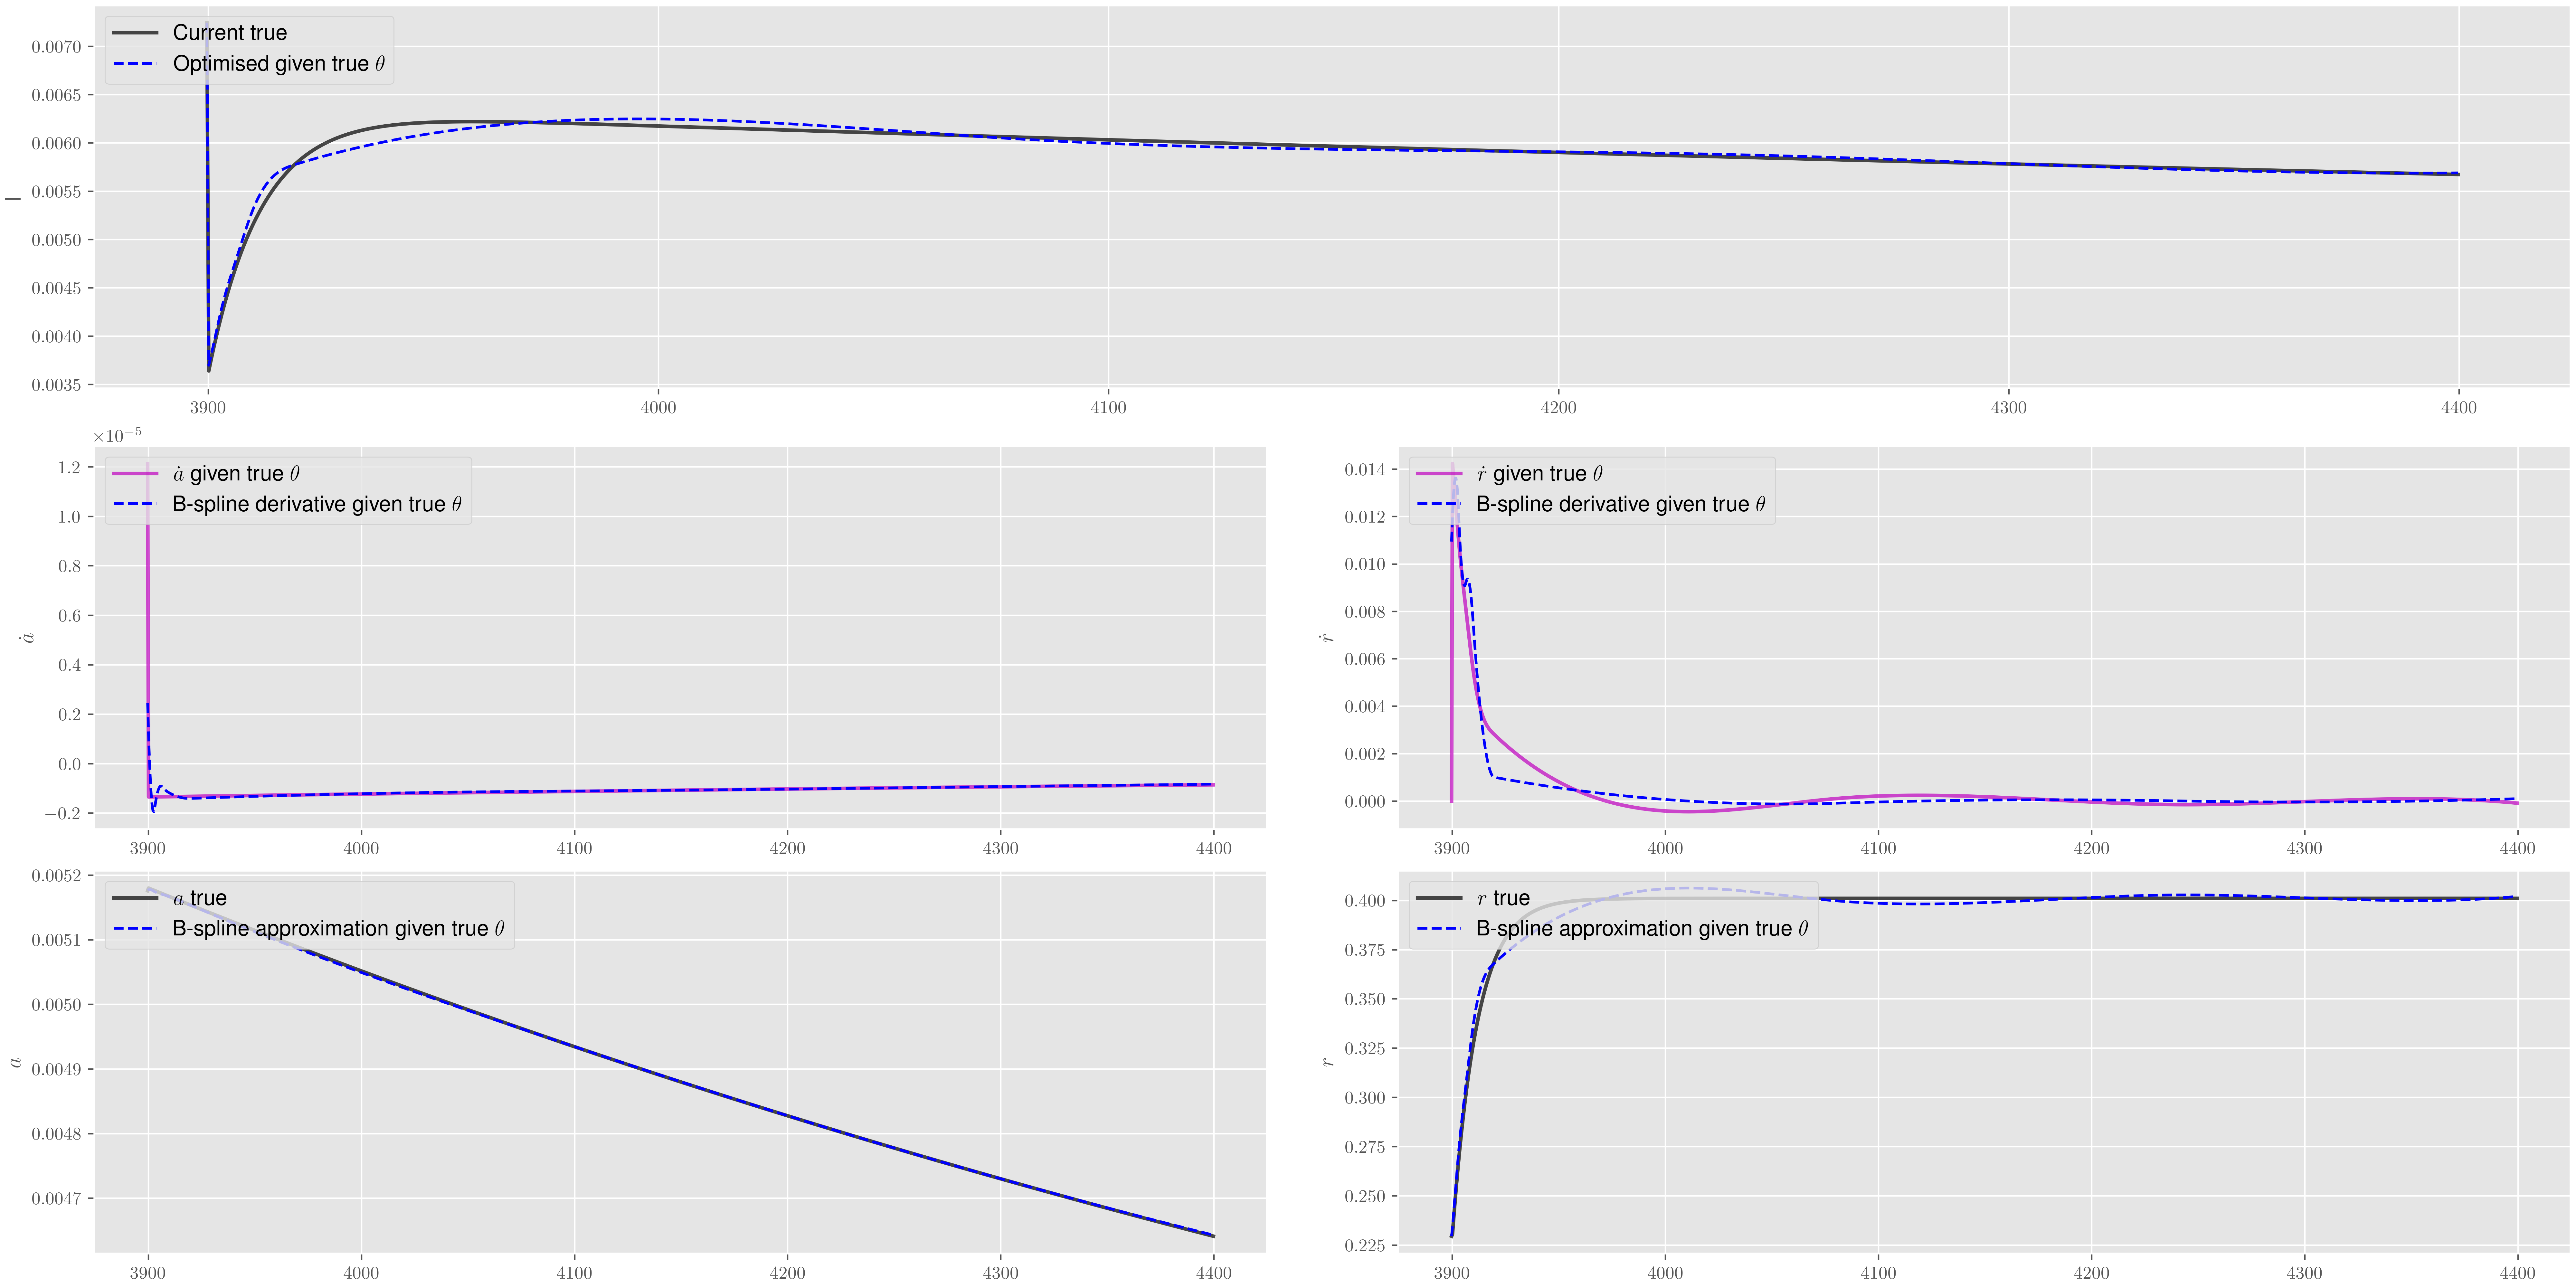 Current true
Optimised given true θ
0.0070
0.0065
0.0060
0.0055
0.0050
0.0045
0.0040
0.0035
I
3900 4000 4100 4200 4300 4400
×10⁻⁵
ȧ given true θ
B-spline derivative given true θ
1.2
1.0
0.8
0.6
0.4
0.2
0.0
−0.2
ȧ
3900 4000 4100 4200 4300 4400
ṙ given true θ
B-spline derivative given true θ
0.014
0.012
0.010
0.008
0.006
0.004
0.002
0.000
ṙ
3900 4000 4100 4200 4300 4400
a true
B-spline approximation given true θ
0.0052
0.0051
0.0050
0.0049
0.0048
0.0047
a
3900 4000 4100 4200 4300 4400
r true
B-spline approximation given true θ
0.400
0.375
0.350
0.325
0.300
0.275
0.250
0.225
r
3900 4000 4100 4200 4300 4400